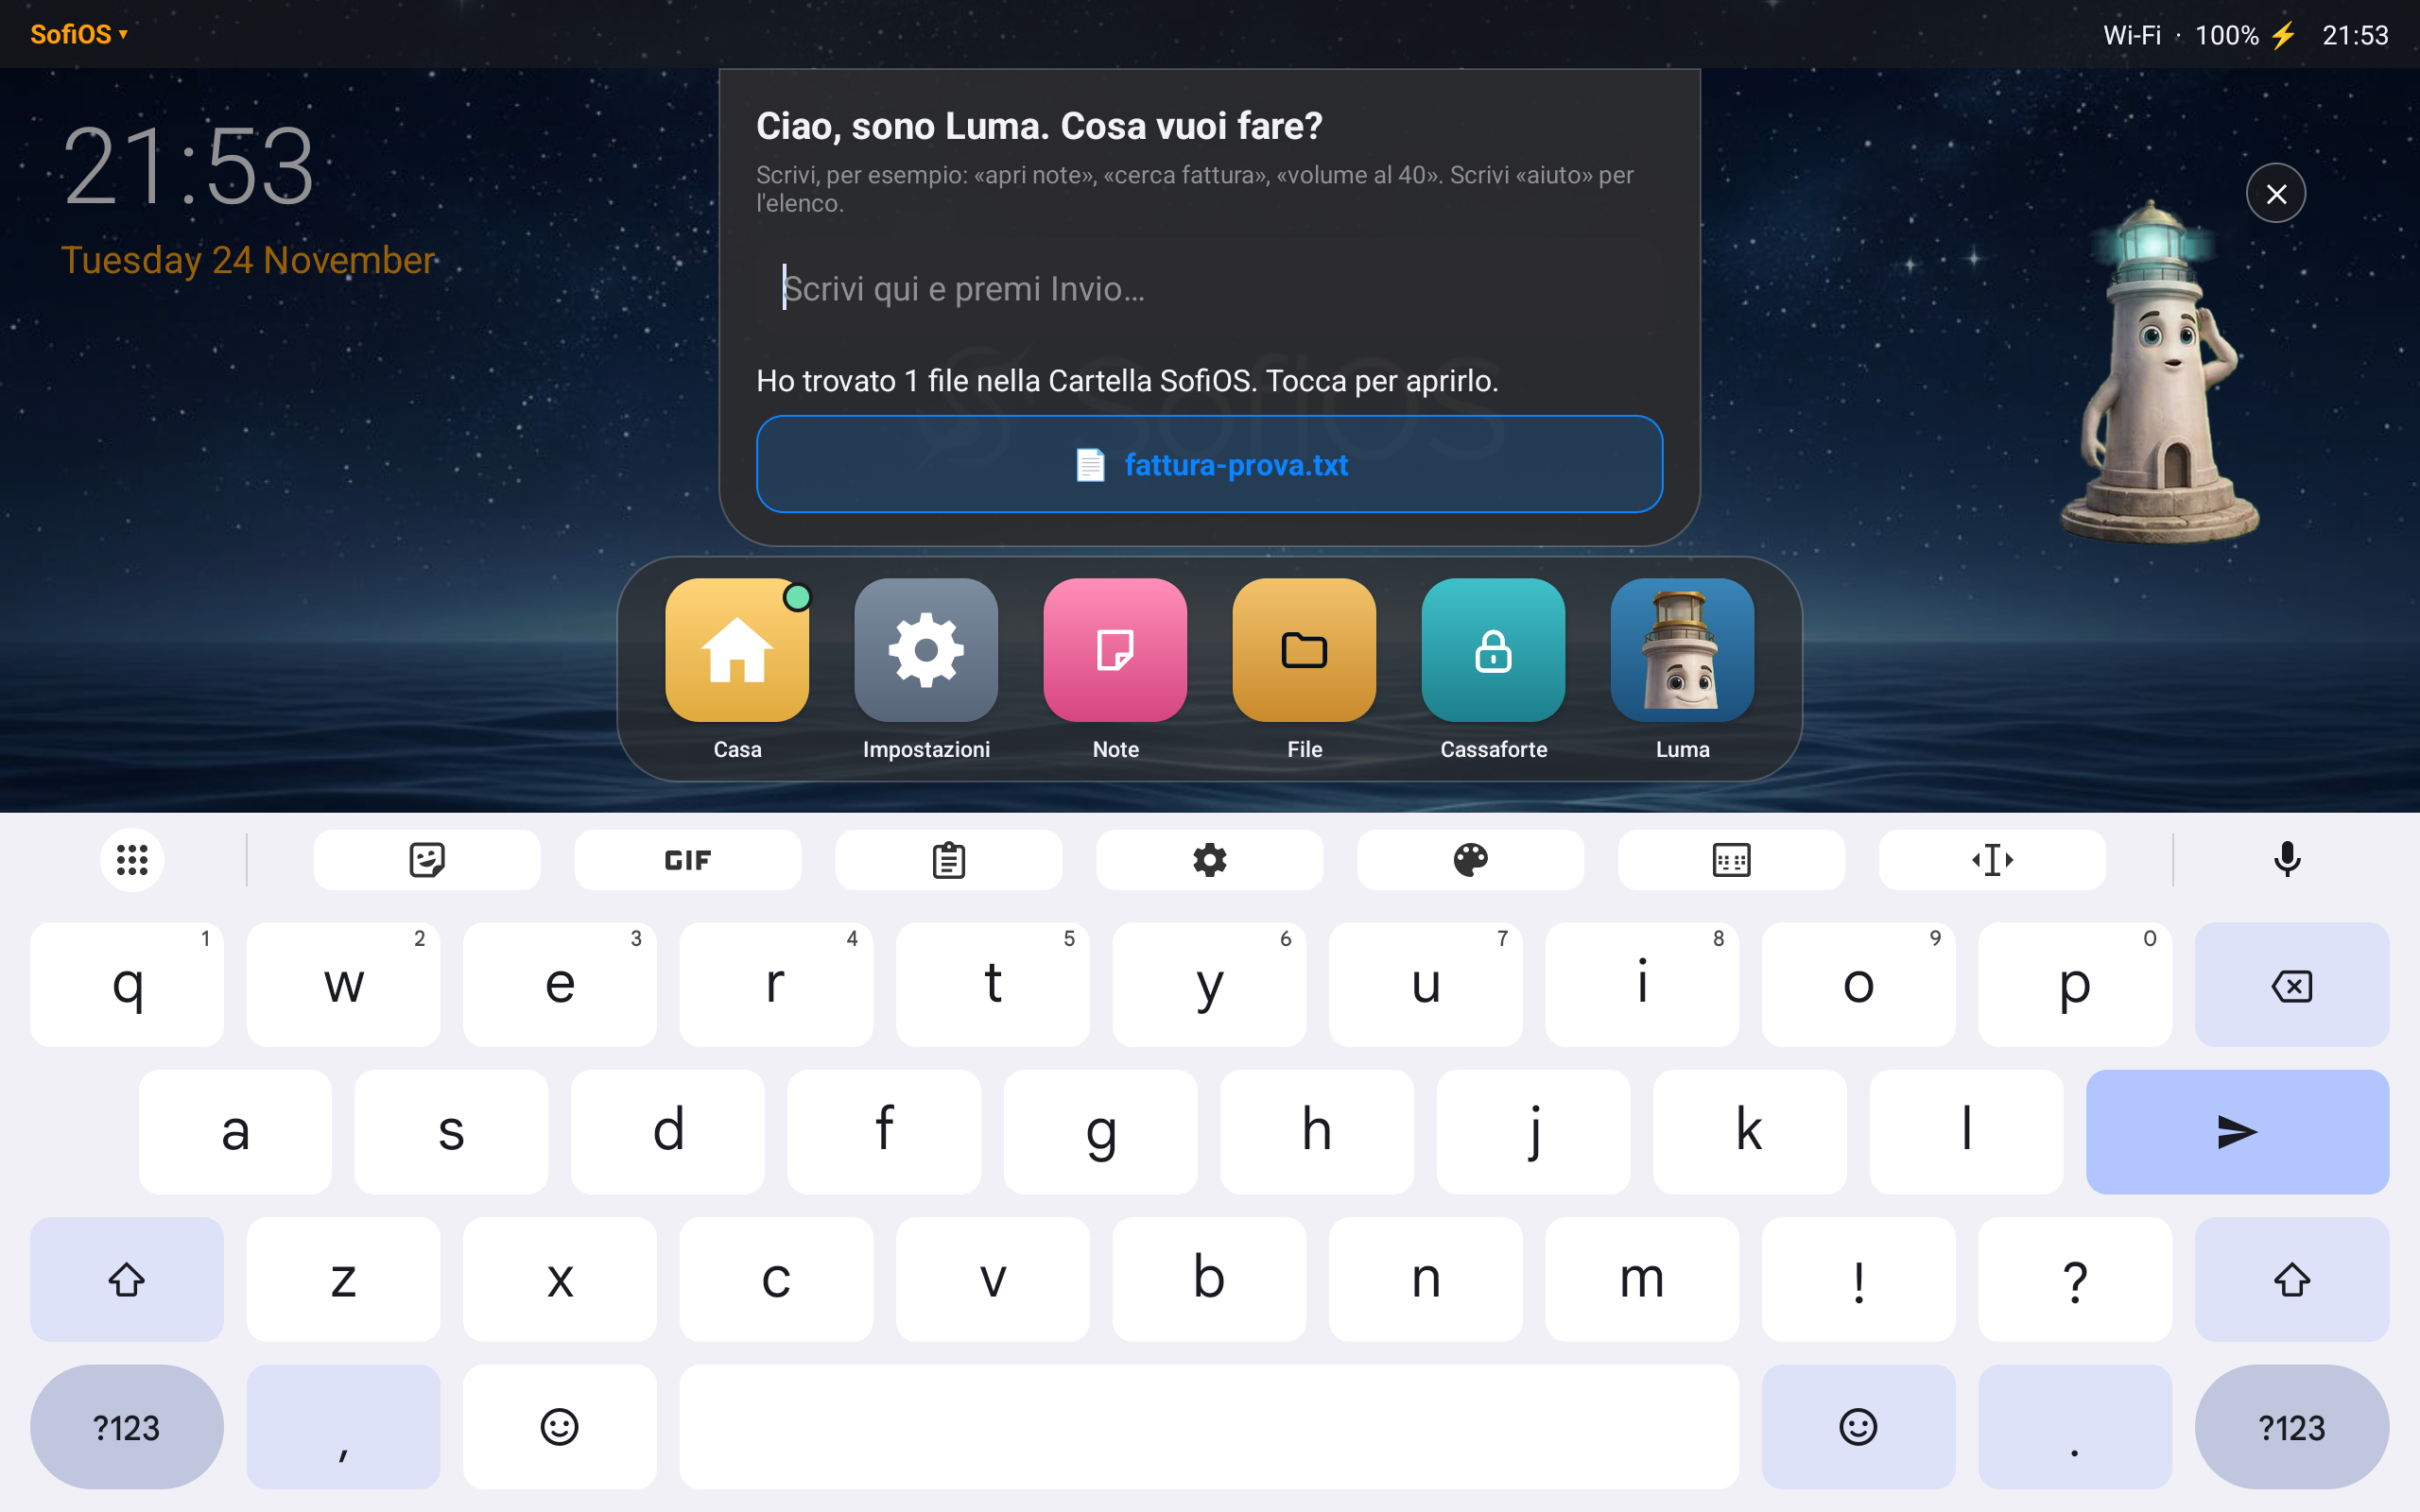 SofiOS ▾
Wi-Fi · 100% ⚡ 21:53
21:53
Tuesday 24 November
Ciao, sono Luma. Cosa vuoi fare?
Scrivi, per esempio: «apri note», «cerca fattura», «volume al 40». Scrivi «aiuto» per
l'elenco.
Scrivi qui e premi Invio…
SofiOS
Ho trovato 1 file nella Cartella SofiOS. Tocca per aprirlo.
fattura-prova.txt
Casa Impostazioni Note File Cassaforte Luma
GIF
q 1 w 2 e 3 r 4 t 5 y 6 u 7 i 8 o 9 p 0
a s d f g h j k l
z x c v b n m ! ?
?123 , . ?123